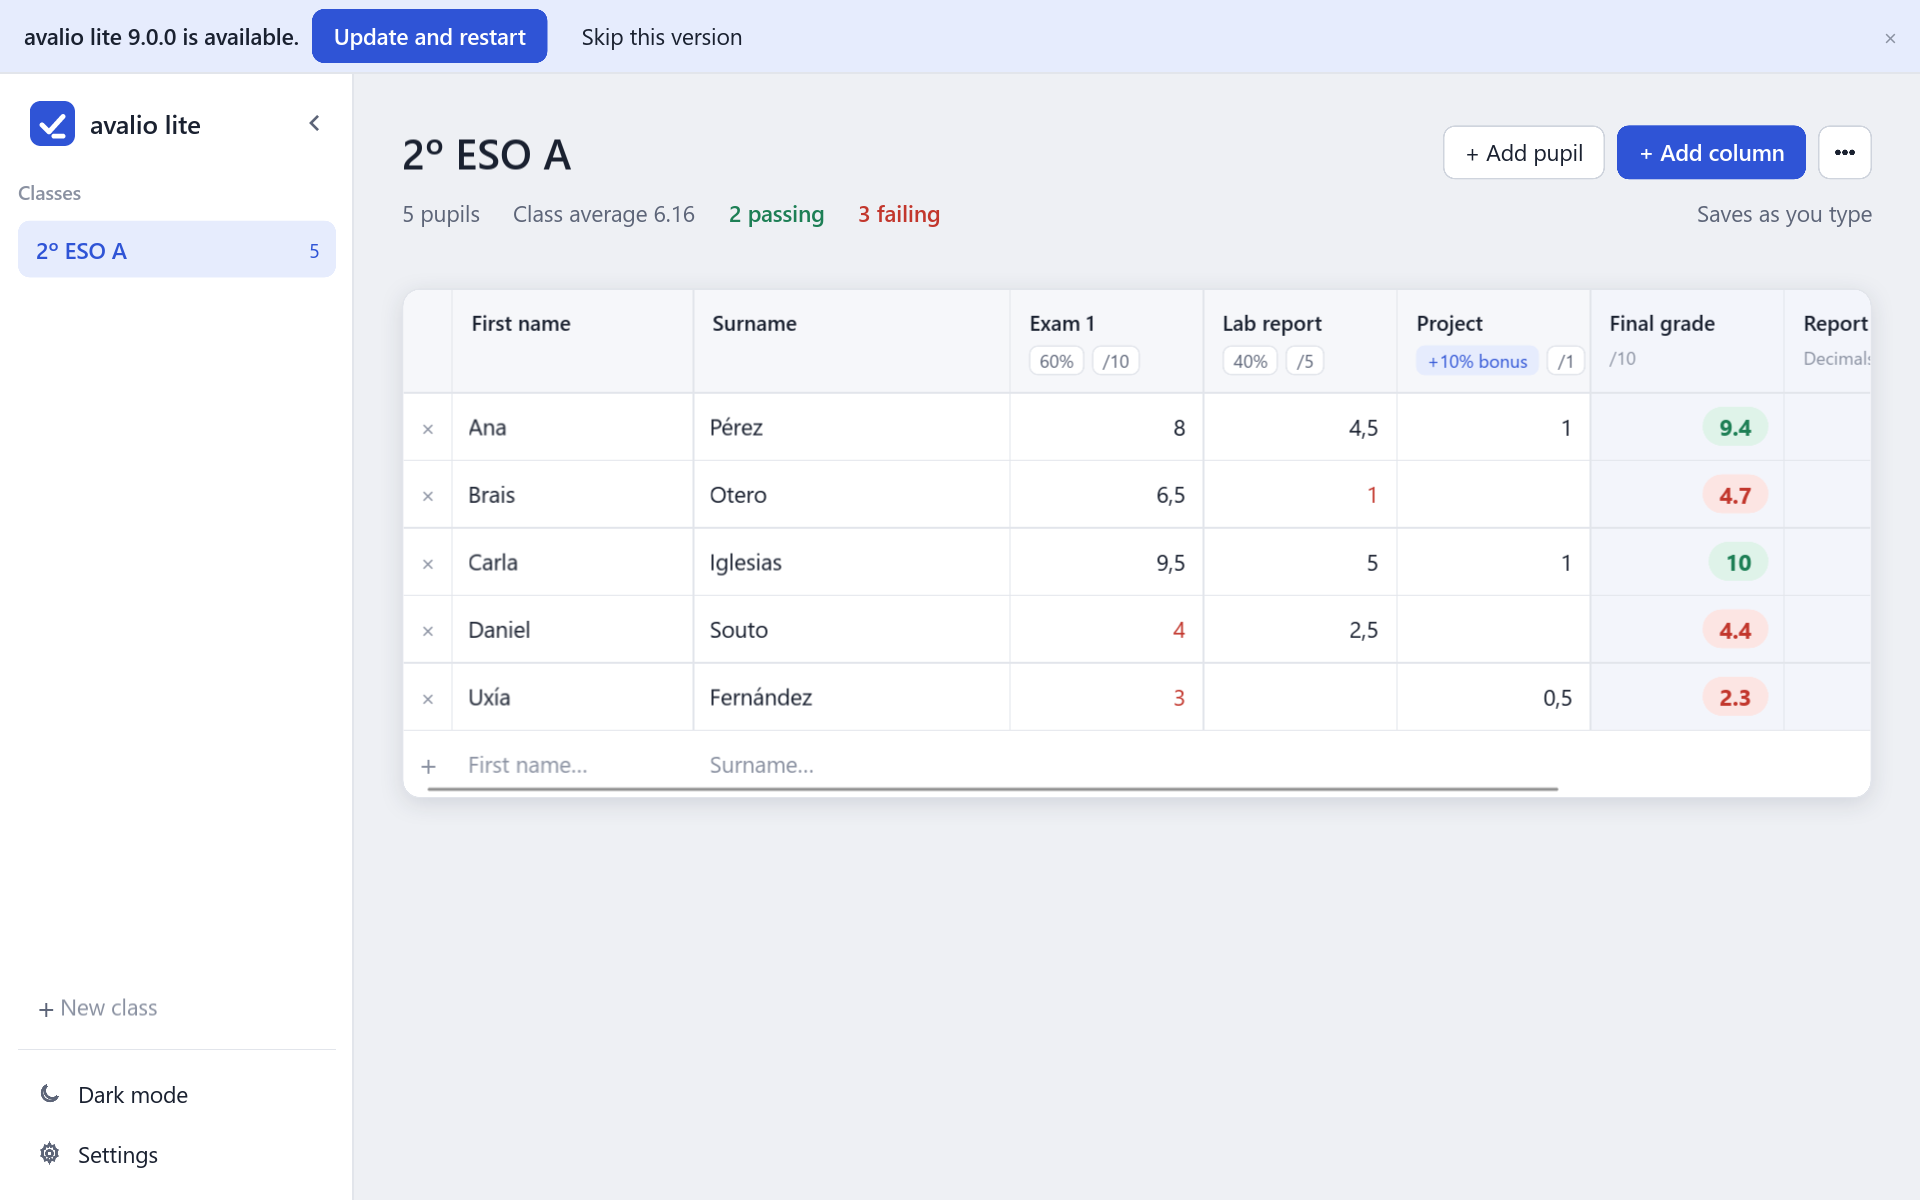 avalio lite 9.0.0 is available. Update and restart Skip this version ×
avalio lite
Classes
2º ESO A 5
+ New class
Dark mode
Settings
2º ESO A
+ Add pupil + Add column •••
5 pupils Class average 6.16 2 passing 3 failing Saves as you type
First name Surname Exam 1 Lab report Project Final grade Report
60% /10 40% /5 +10% bonus /1 /10 Decimals
× Ana Pérez 8 4,5 1 9.4
× Brais Otero 6,5 1 4.7
× Carla Iglesias 9,5 5 1 10
× Daniel Souto 4 2,5 4.4
× Uxía Fernández 3 0,5 2.3
+ First name... Surname...